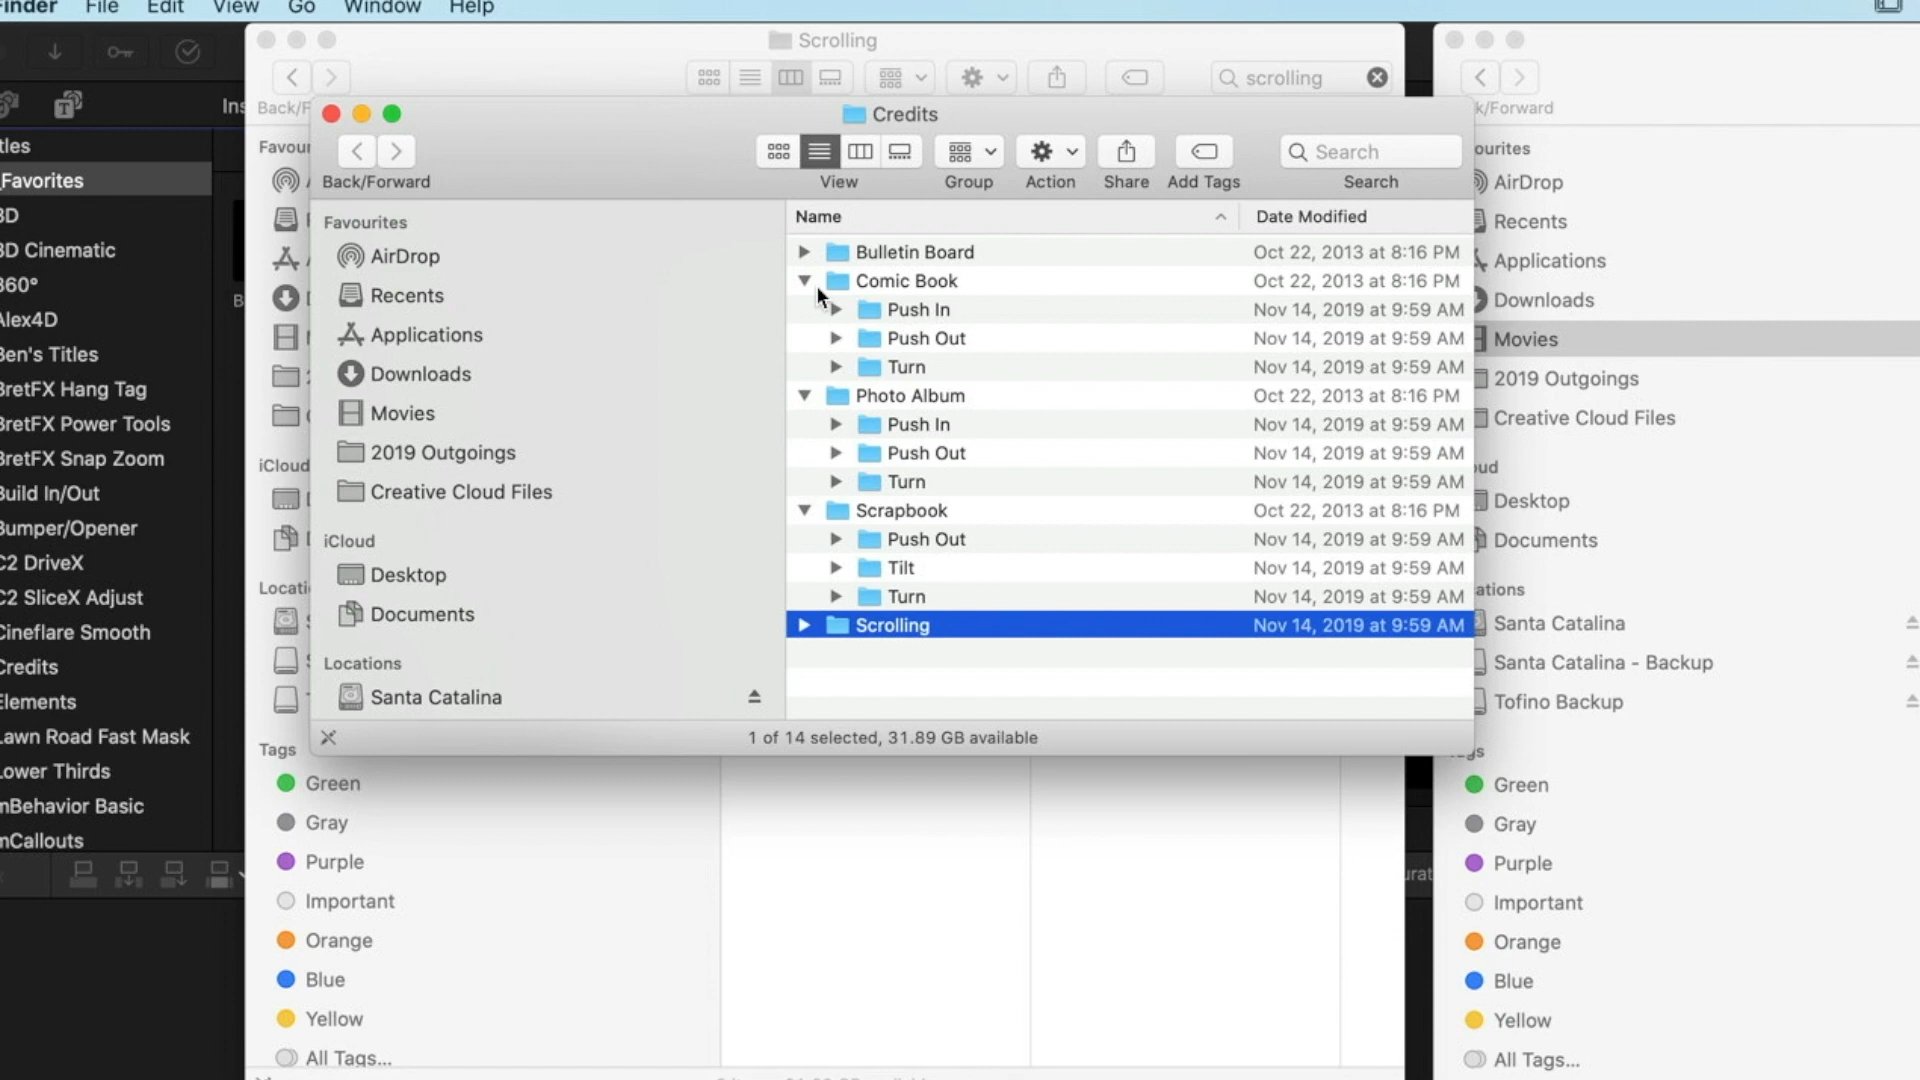 Finder File Edit View Go Window Help
Scrolling
scrolling
Back/F
k/Forward
Ins
tles
_Favorites
3D
3D Cinematic
360°
Alex4D
Ben's Titles
BretFX Hang Tag
BretFX Power Tools
BretFX Snap Zoom
Build In/Out
Bumper/Opener
C2 DriveX
C2 SliceX Adjust
Cineflare Smooth
Credits
Elements
Lawn Road Fast Mask
Lower Thirds
mBehavior Basic
mCallouts
Favour
iCloud
Locati
Tags
Green
Gray
Purple
Important
Orange
Blue
Yellow
All Tags...
Credits
Search
Back/Forward View Group Action Share Add Tags Search
Favourites
AirDrop
Recents
Applications
Downloads
Movies
2019 Outgoings
Creative Cloud Files
iCloud
Desktop
Documents
Locations
Santa Catalina
Name Date Modified
Bulletin Board Oct 22, 2013 at 8:16 PM
Comic Book Oct 22, 2013 at 8:16 PM
Push In Nov 14, 2019 at 9:59 AM
Push Out Nov 14, 2019 at 9:59 AM
Turn Nov 14, 2019 at 9:59 AM
Photo Album Oct 22, 2013 at 8:16 PM
Push In Nov 14, 2019 at 9:59 AM
Push Out Nov 14, 2019 at 9:59 AM
Turn Nov 14, 2019 at 9:59 AM
Scrapbook Oct 22, 2013 at 8:16 PM
Push Out Nov 14, 2019 at 9:59 AM
Tilt Nov 14, 2019 at 9:59 AM
Turn Nov 14, 2019 at 9:59 AM
Scrolling Nov 14, 2019 at 9:59 AM
1 of 14 selected, 31.89 GB available
ourites
AirDrop
Recents
Applications
Downloads
Movies
2019 Outgoings
Creative Cloud Files
ud
Desktop
Documents
ations
Santa Catalina
Santa Catalina - Backup
Tofino Backup
gs
Green
Gray
Purple
Important
Orange
Blue
Yellow
All Tags...
urat